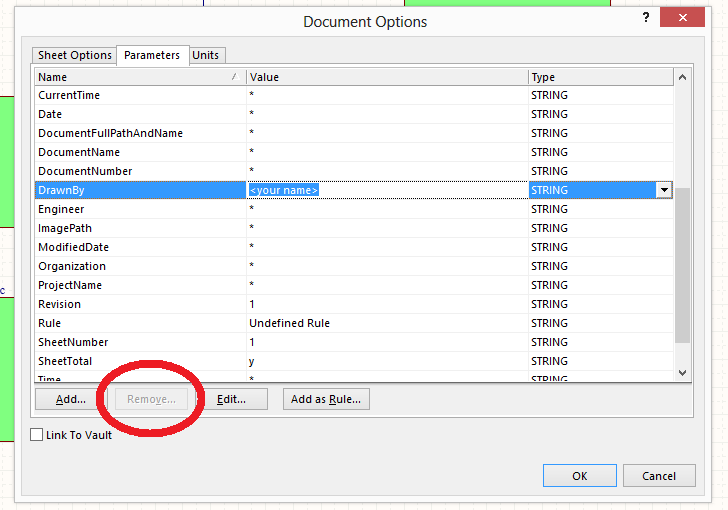 Document Options
?
Sheet Options Parameters Units
Name Value Type
CurrentTime * STRING
Date * STRING
DocumentFullPathAndName * STRING
DocumentName * STRING
DocumentNumber * STRING
DrawnBy <your name> STRING
Engineer * STRING
ImagePath * STRING
ModifiedDate * STRING
Organization * STRING
ProjectName * STRING
Revision 1 STRING
Rule Undefined Rule STRING
SheetNumber 1 STRING
SheetTotal y STRING
Time * STRING
Add... Remove... Edit... Add as Rule...
Link To Vault
OK Cancel
c